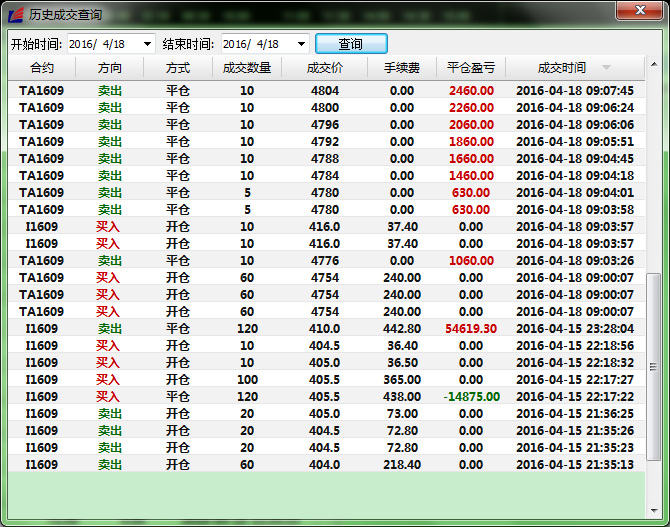 历史成交查询
开始时间: 2016/ 4/18 结束时间: 2016/ 4/18 查询
合约 方向 方式 成交数量 成交价 手续费 平仓盈亏 成交时间
TA1609 卖出 平仓 10 4804 0.00 2460.00 2016-04-18 09:07:45
TA1609 卖出 平仓 10 4800 0.00 2260.00 2016-04-18 09:06:24
TA1609 卖出 平仓 10 4796 0.00 2060.00 2016-04-18 09:06:06
TA1609 卖出 平仓 10 4792 0.00 1860.00 2016-04-18 09:05:51
TA1609 卖出 平仓 10 4788 0.00 1660.00 2016-04-18 09:04:45
TA1609 卖出 平仓 10 4784 0.00 1460.00 2016-04-18 09:04:18
TA1609 卖出 平仓 5 4780 0.00 630.00 2016-04-18 09:04:01
TA1609 卖出 平仓 5 4780 0.00 630.00 2016-04-18 09:03:58
I1609 买入 开仓 10 416.0 37.40 0.00 2016-04-18 09:03:57
I1609 买入 开仓 10 416.0 37.40 0.00 2016-04-18 09:03:57
TA1609 卖出 平仓 10 4776 0.00 1060.00 2016-04-18 09:03:26
TA1609 买入 开仓 60 4754 240.00 0.00 2016-04-18 09:00:07
TA1609 买入 开仓 60 4754 240.00 0.00 2016-04-18 09:00:07
TA1609 买入 开仓 60 4754 240.00 0.00 2016-04-18 09:00:07
I1609 卖出 平仓 120 410.0 442.80 54619.30 2016-04-15 23:28:04
I1609 买入 开仓 10 404.5 36.40 0.00 2016-04-15 22:18:56
I1609 买入 开仓 10 405.0 36.50 0.00 2016-04-15 22:18:32
I1609 买入 开仓 100 405.5 365.00 0.00 2016-04-15 22:17:27
I1609 买入 平仓 120 405.5 438.00 -14875.00 2016-04-15 22:17:22
I1609 卖出 开仓 20 405.0 73.00 0.00 2016-04-15 21:36:25
I1609 卖出 开仓 20 404.5 72.80 0.00 2016-04-15 21:35:26
I1609 卖出 开仓 20 404.5 72.80 0.00 2016-04-15 21:35:23
I1609 卖出 开仓 60 404.0 218.40 0.00 2016-04-15 21:35:13